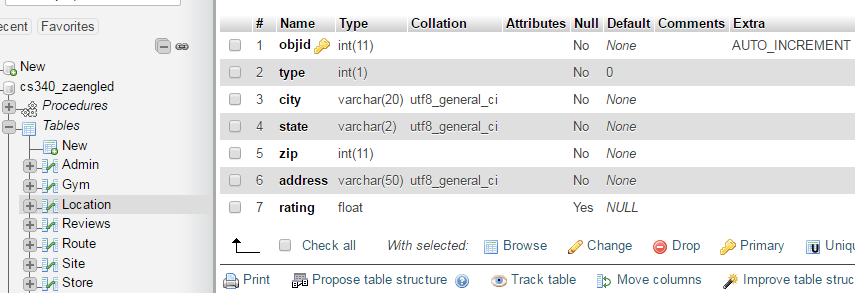 ecent Favorites
New
cs340_zaengled
Procedures
Tables
New
Admin
Gym
Location
Reviews
Route
Site
Store
# Name Type Collation Attributes Null Default Comments Extra
1 objid int(11) No None AUTO_INCREMENT
2 type int(1) No 0
3 city varchar(20) utf8_general_ci No None
4 state varchar(2) utf8_general_ci No None
5 zip int(11) No None
6 address varchar(50) utf8_general_ci No None
7 rating float Yes NULL
Check all With selected: Browse Change Drop Primary Uniqu
Print Propose table structure Track table Move columns Improve table struc